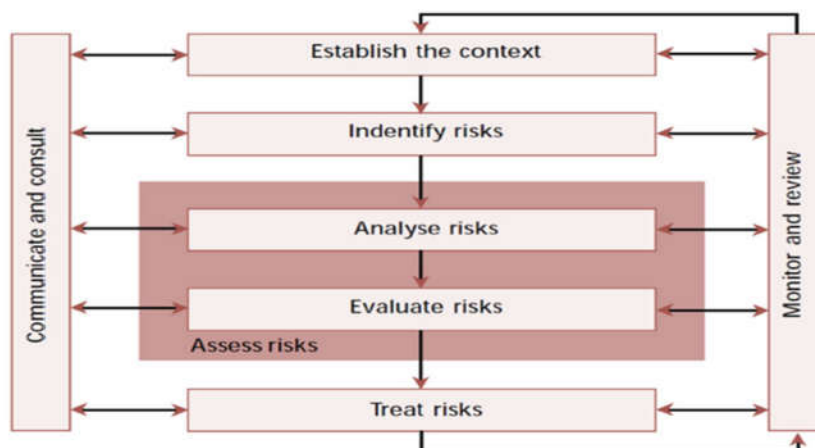 Establish the context
Indentify risks
Analyse risks
Evaluate risks
Assess risks
Treat risks
Communicate and consult
Monitor and review